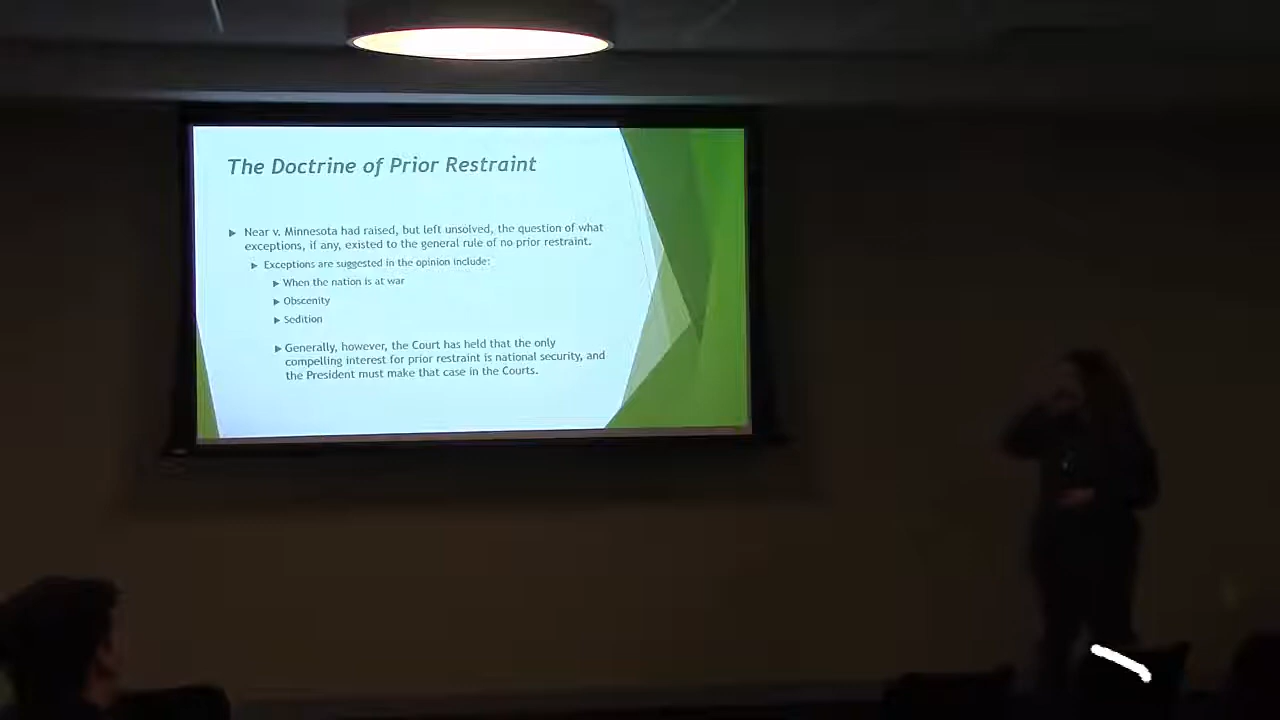 The Doctrine of Prior Restraint
Near v. Minnesota had raised, but left unsolved, the question of what
exceptions, if any, existed to the general rule of no prior restraint.
Exceptions are suggested in the opinion include:
When the nation is at war
Obscenity
Sedition
Generally, however, the Court has held that the only
compelling interest for prior restraint is national security, and
the President must make that case in the Courts.